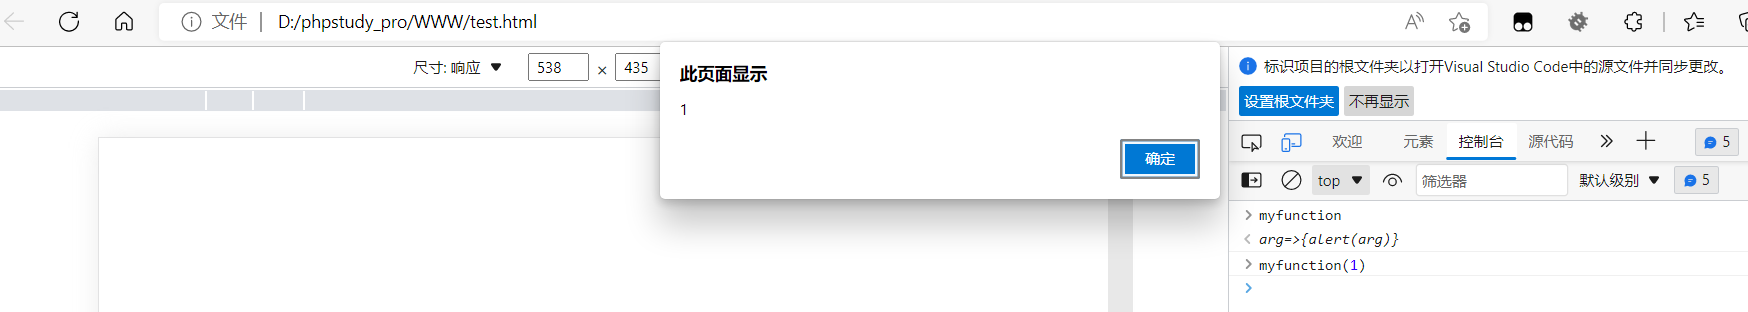 文件 D:/phpstudy_pro/WWW/test.html A
尺寸: 响应 538 × 435
此页面显示
1
确定
标识项目的根文件夹以打开Visual Studio Code中的源文件并同步更改。
设置根文件夹 不再显示
欢迎 元素 控制台 源代码 5
top 筛选器 默认级别 5
myfunction
arg=>{alert(arg)}
myfunction(1)